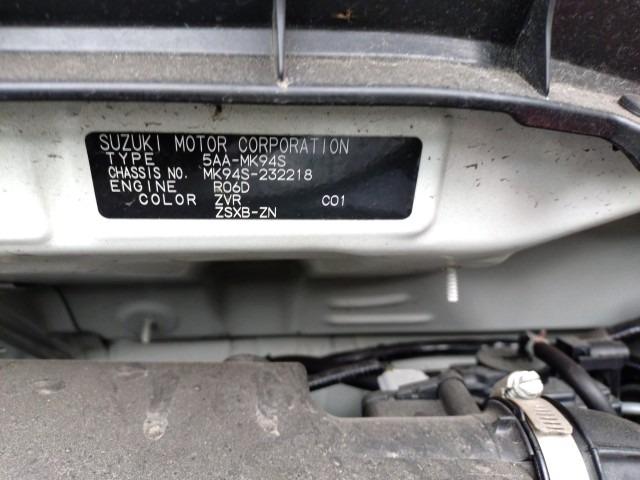 SUZUKI MOTOR CORPORATION
TYPE 5AA-MK94S
CHASSIS NO. MK94S-232218
ENGINE R06D
COLOR ZVR C01
ZSXB-ZN